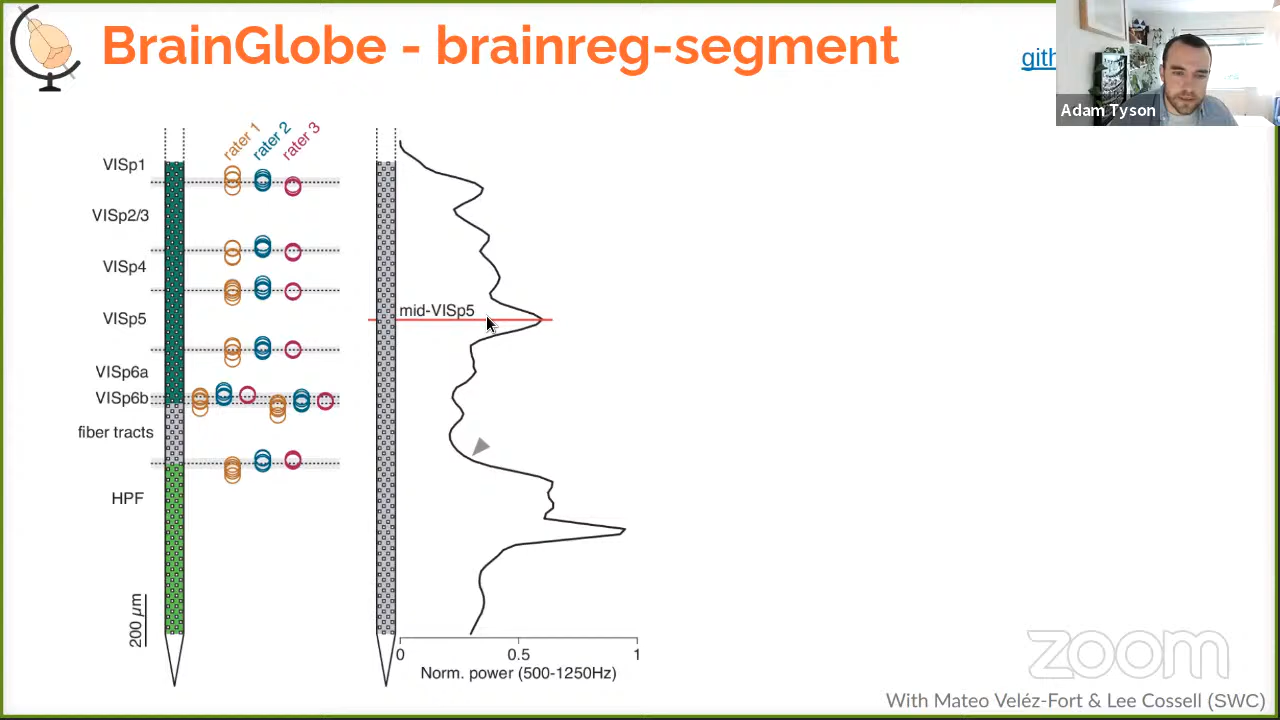 BrainGlobe - brainreg-segment
gith
Adam Tyson
rater 1
rater 2
rater 3
VISp1
VISp2/3
VISp4
VISp5
VISp6a
VISp6b
fiber tracts
HPF
200 µm
mid-VISp5
0 0.5 1
Norm. power (500-1250Hz)
zoom
With Mateo Veléz-Fort & Lee Cossell (SWC)